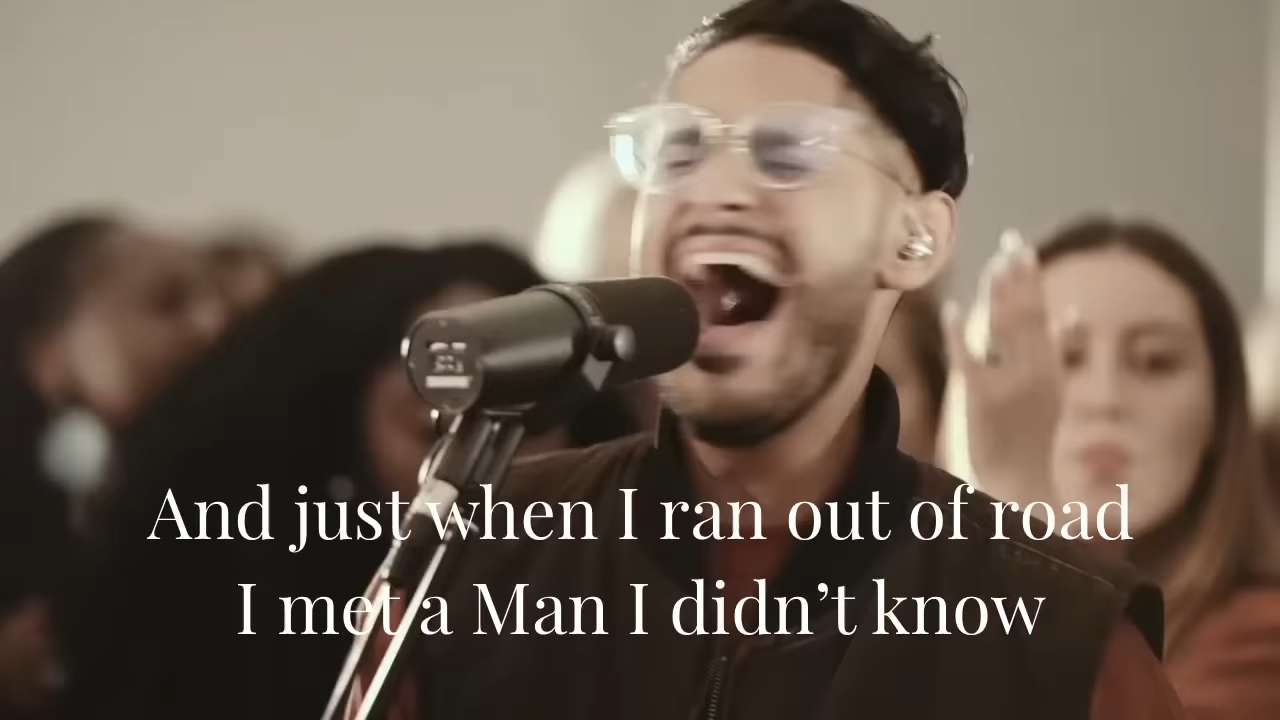 And just when I ran out of road
I met a Man I didn’t know